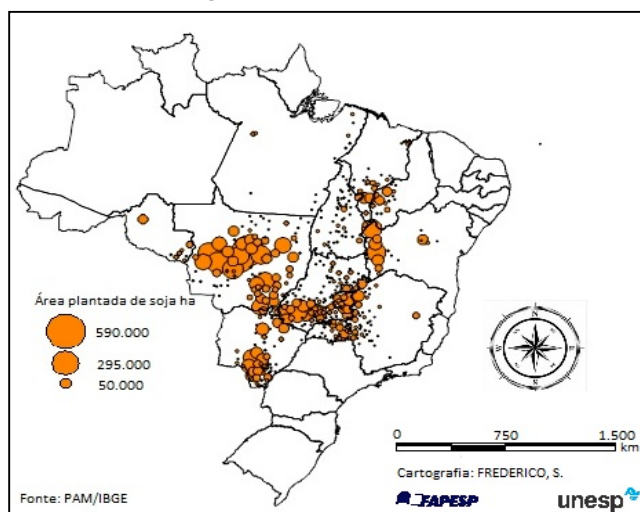 Área plantada de soja ha
590.000
295.000
50.000
0 750 1.500
km
Cartografia: FREDERICO, S.
Fonte: PAM/IBGE
FAPESP
unesp